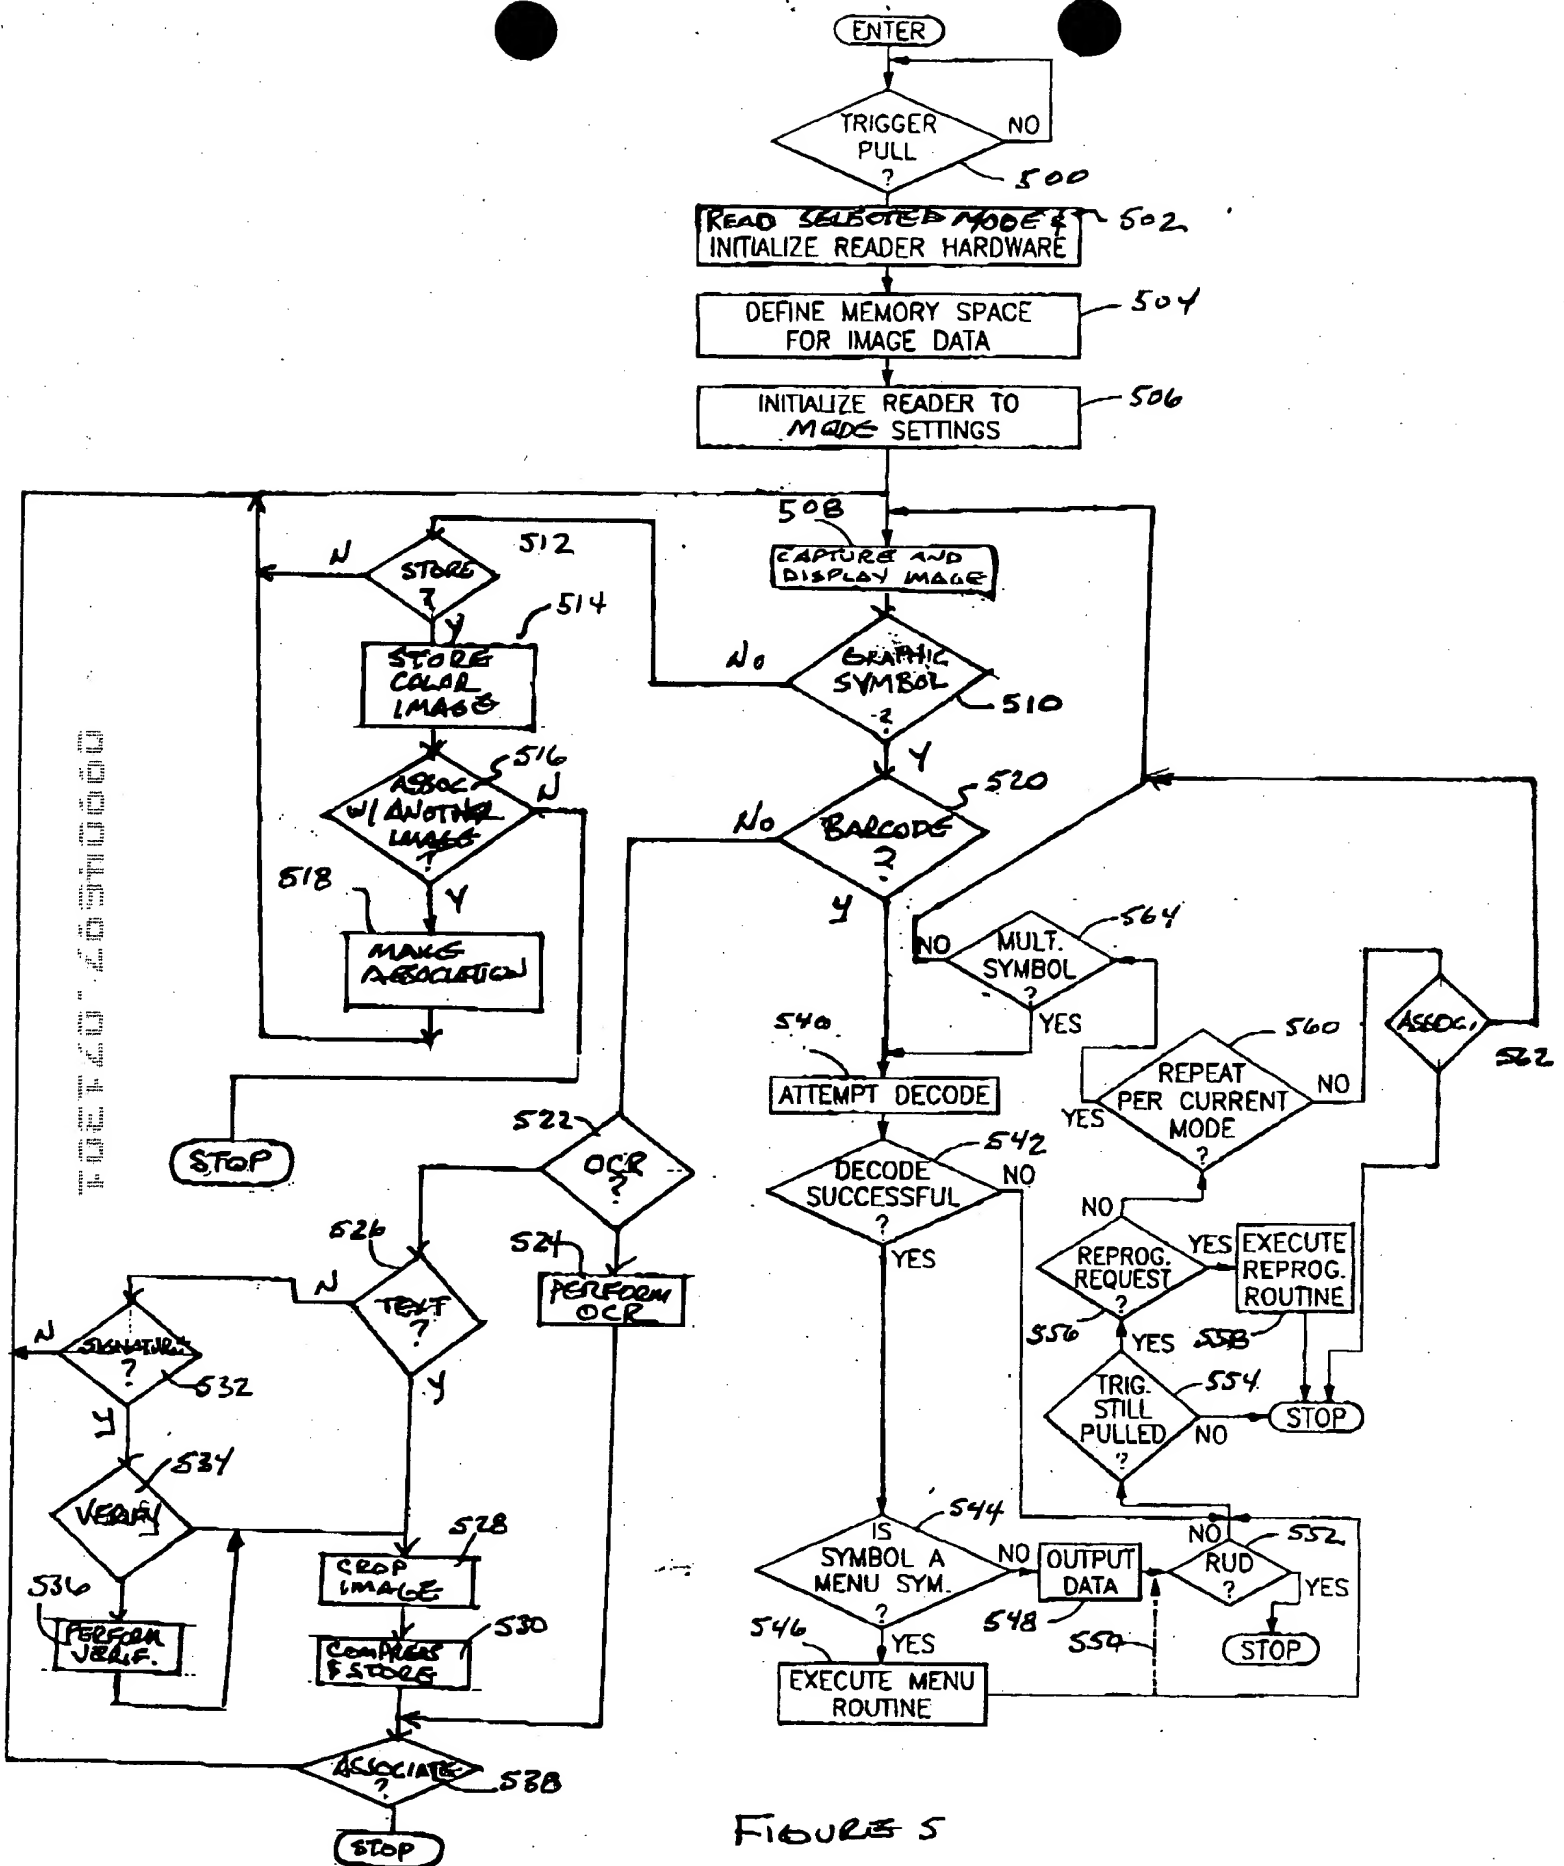 ENTER
TRIGGER
PULL
?
NO
500
READ SELECTED MODE &
INITIALIZE READER HARDWARE
502
DEFINE MEMORY SPACE
FOR IMAGE DATA
504
INITIALIZE READER TO
MODE SETTINGS
506
508
CAPTURE AND
DISPLAY IMAGE
N
STORE
?
512
Y
514
STORE
COLOR
IMAGE
No
GRAPHIC
SYMBOL
?
510
Y
516
ASSOC
W/ ANOTHER
IMAGE
?
N
Y
518
MAKE
ASSOCIATION
STOP
No
BARCODE
?
520
Y
NO
MULT.
SYMBOL
?
564
YES
540
ATTEMPT DECODE
YES
REPEAT
PER CURRENT
MODE
?
560
NO
ASSOC.
562
522
OCR
?
524
PERFORM
OCR
DECODE
SUCCESSFUL
?
542
NO
YES
NO
REPROG.
REQUEST
?
556
YES
EXECUTE
REPROG.
ROUTINE
558
YES
TRIG.
STILL
PULLED
?
554
NO
STOP
526
TEXT
?
N
Y
N
SIGNATURE
?
532
Y
534
VERIFY
536
PERFORM
VERIF.
528
CROP
IMAGE
530
COMPRESS
& STORE
ASSOCIATE
?
538
STOP
IS
SYMBOL A
MENU SYM.
?
544
NO
OUTPUT
DATA
548
NO
RUD
?
552
YES
STOP
550
546
YES
EXECUTE MENU
ROUTINE
FIGURE 5